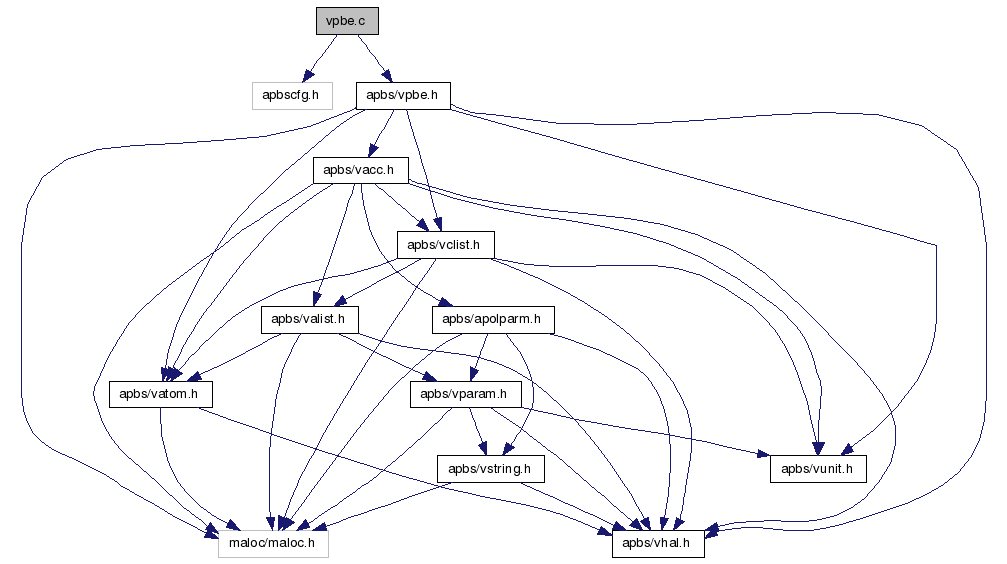 vpbe.c
apbscfg.h
apbs/vpbe.h
apbs/vacc.h
apbs/vclist.h
apbs/valist.h
apbs/apolparm.h
apbs/vatom.h
apbs/vparam.h
apbs/vstring.h
apbs/vunit.h
maloc/maloc.h
apbs/vhal.h